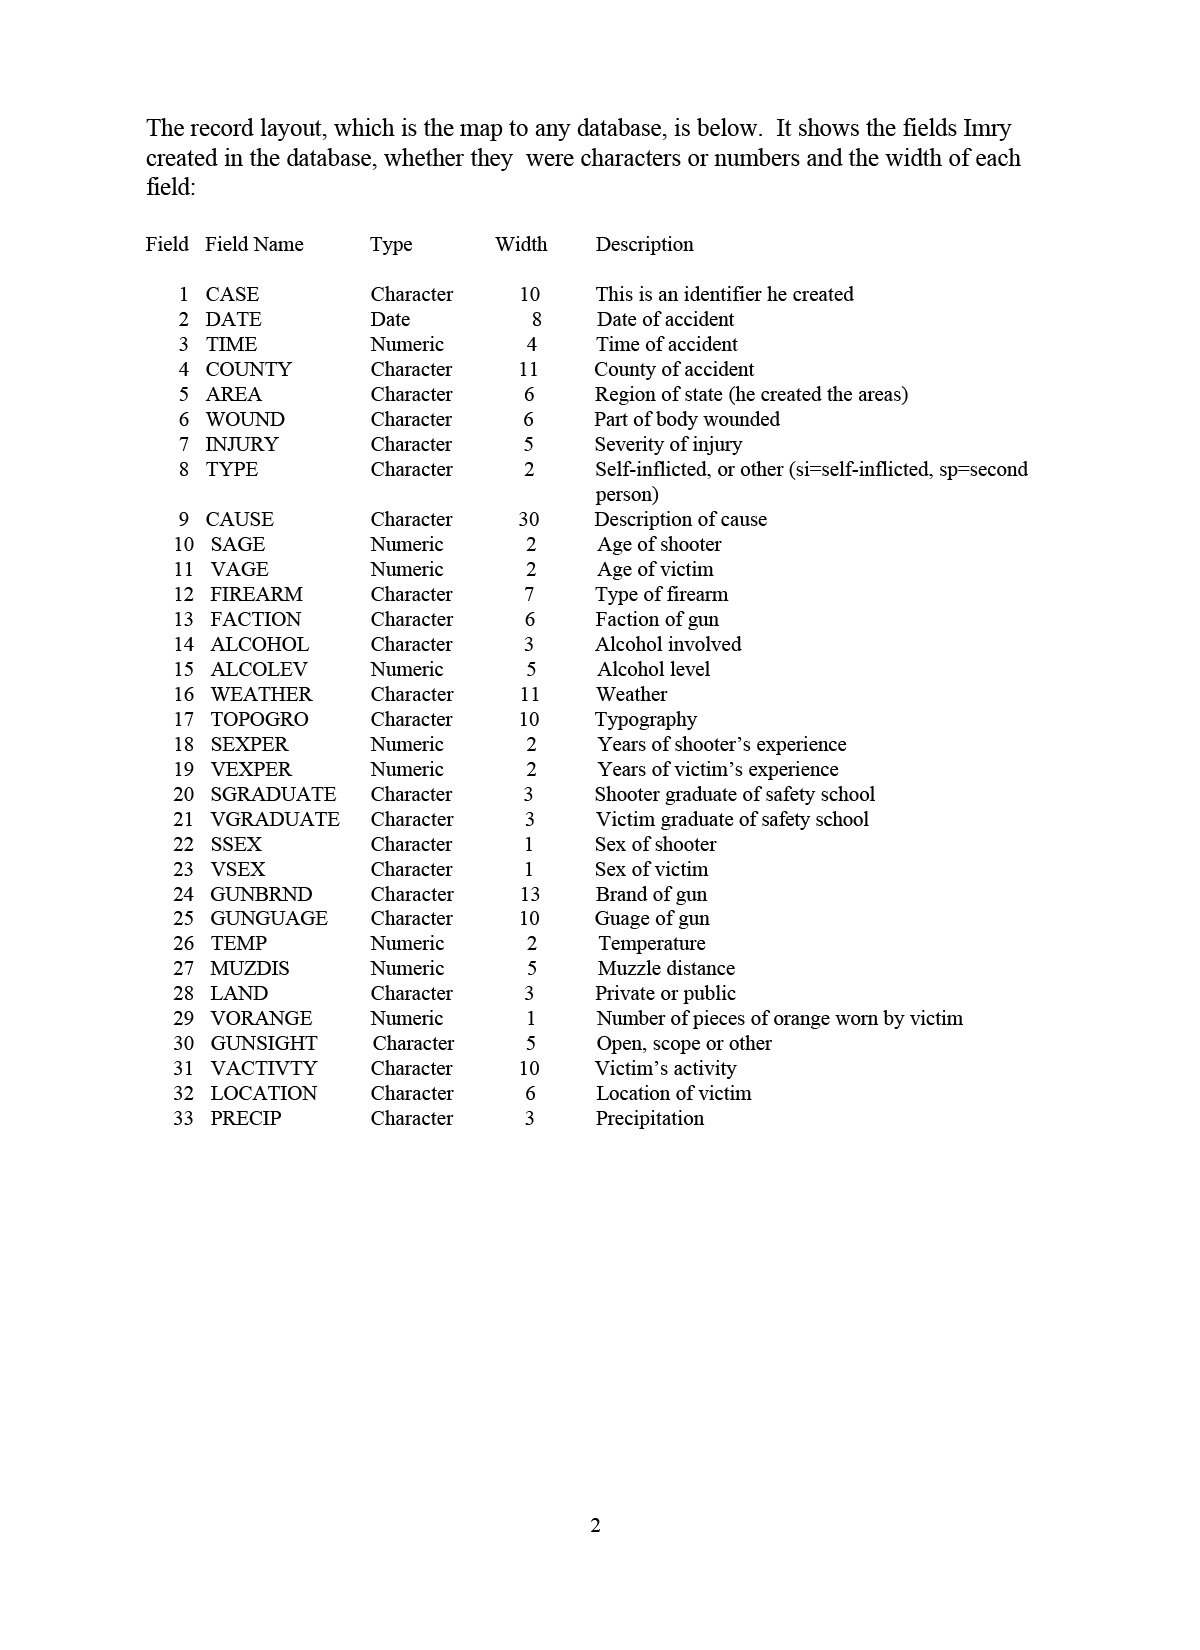 The record layout, which is the map to any database, is below.  It shows the fields Imry
created in the database, whether they  were characters or numbers and the width of each
field:
Field Field Name Type Width Description
1 CASE Character 10 This is an identifier he created
2 DATE Date 8 Date of accident
3 TIME Numeric 4 Time of accident
4 COUNTY Character 11 County of accident
5 AREA Character 6 Region of state (he created the areas)
6 WOUND Character 6 Part of body wounded
7 INJURY Character 5 Severity of injury
8 TYPE Character 2 Self-inflicted, or other (si=self-inflicted, sp=second
person)
9 CAUSE Character 30 Description of cause
10 SAGE Numeric 2 Age of shooter
11 VAGE Numeric 2 Age of victim
12 FIREARM Character 7 Type of firearm
13 FACTION Character 6 Faction of gun
14 ALCOHOL Character 3 Alcohol involved
15 ALCOLEV Numeric 5 Alcohol level
16 WEATHER Character 11 Weather
17 TOPOGRO Character 10 Typography
18 SEXPER Numeric 2 Years of shooter’s experience
19 VEXPER Numeric 2 Years of victim’s experience
20 SGRADUATE Character 3 Shooter graduate of safety school
21 VGRADUATE Character 3 Victim graduate of safety school
22 SSEX Character 1 Sex of shooter
23 VSEX Character 1 Sex of victim
24 GUNBRND Character 13 Brand of gun
25 GUNGUAGE Character 10 Guage of gun
26 TEMP Numeric 2 Temperature
27 MUZDIS Numeric 5 Muzzle distance
28 LAND Character 3 Private or public
29 VORANGE Numeric 1 Number of pieces of orange worn by victim
30 GUNSIGHT Character 5 Open, scope or other
31 VACTIVTY Character 10 Victim’s activity
32 LOCATION Character 6 Location of victim
33 PRECIP Character 3 Precipitation
2